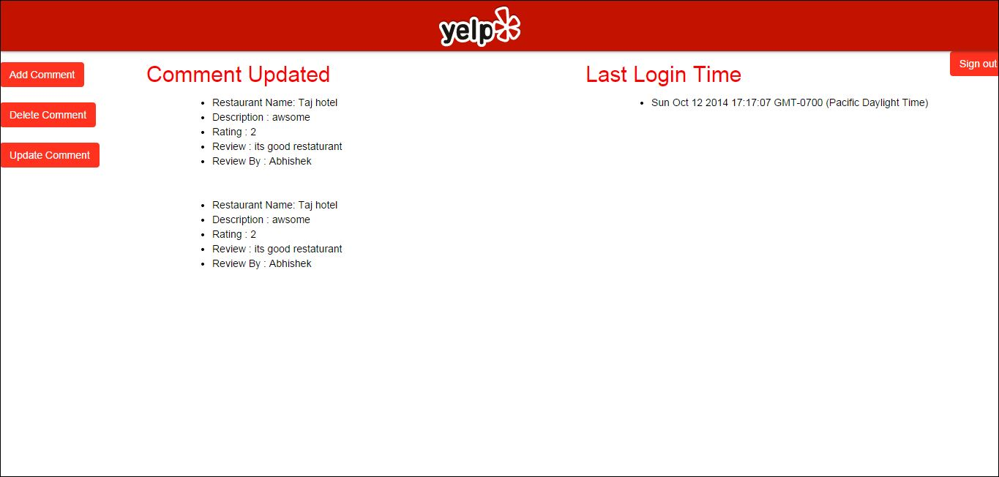 yelp
Sign out
Add Comment
Delete Comment
Update Comment
Comment Updated
Restaurant Name: Taj hotel
Description : awsome
Rating : 2
Review : its good restaturant
Review By : Abhishek
Restaurant Name: Taj hotel
Description : awsome
Rating : 2
Review : its good restaturant
Review By : Abhishek
Last Login Time
Sun Oct 12 2014 17:17:07 GMT-0700 (Pacific Daylight Time)